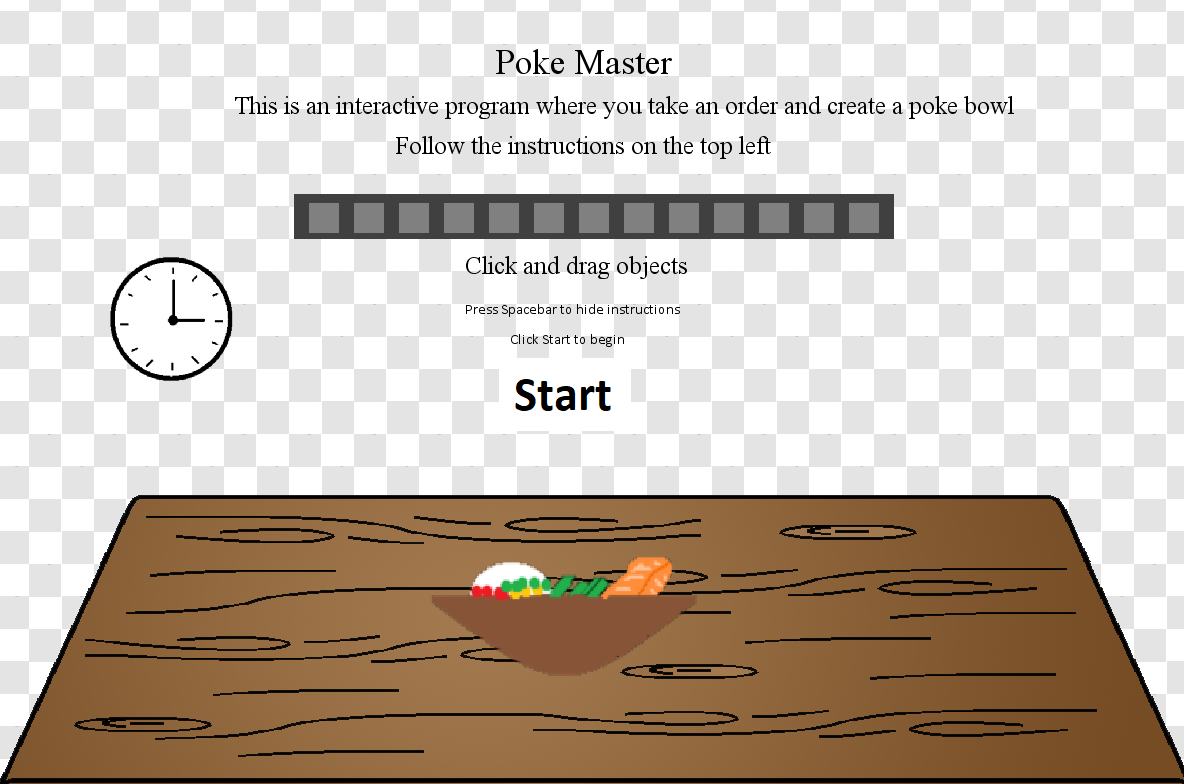 Poke Master
This is an interactive program where you take an order and create a poke bowl
Follow the instructions on the top left
Click and drag objects
Press Spacebar to hide instructions
Click Start to begin
Start